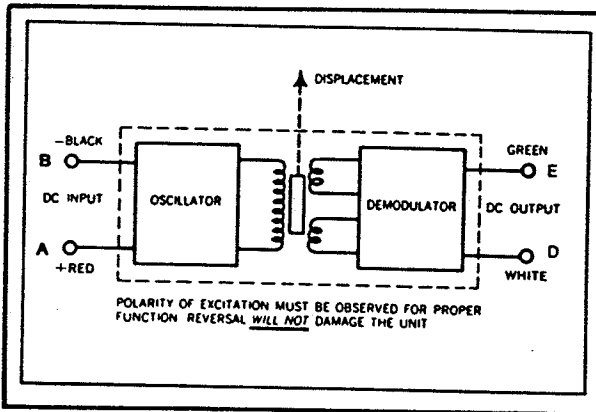 DISPLACEMENT
–BLACK
B
DC INPUT
A
+RED
OSCILLATOR
DEMODULATOR
GREEN
E
DC OUTPUT
D
WHITE
POLARITY OF EXCITATION MUST BE OBSERVED FOR PROPER
FUNCTION REVERSAL WILL NOT DAMAGE THE UNIT